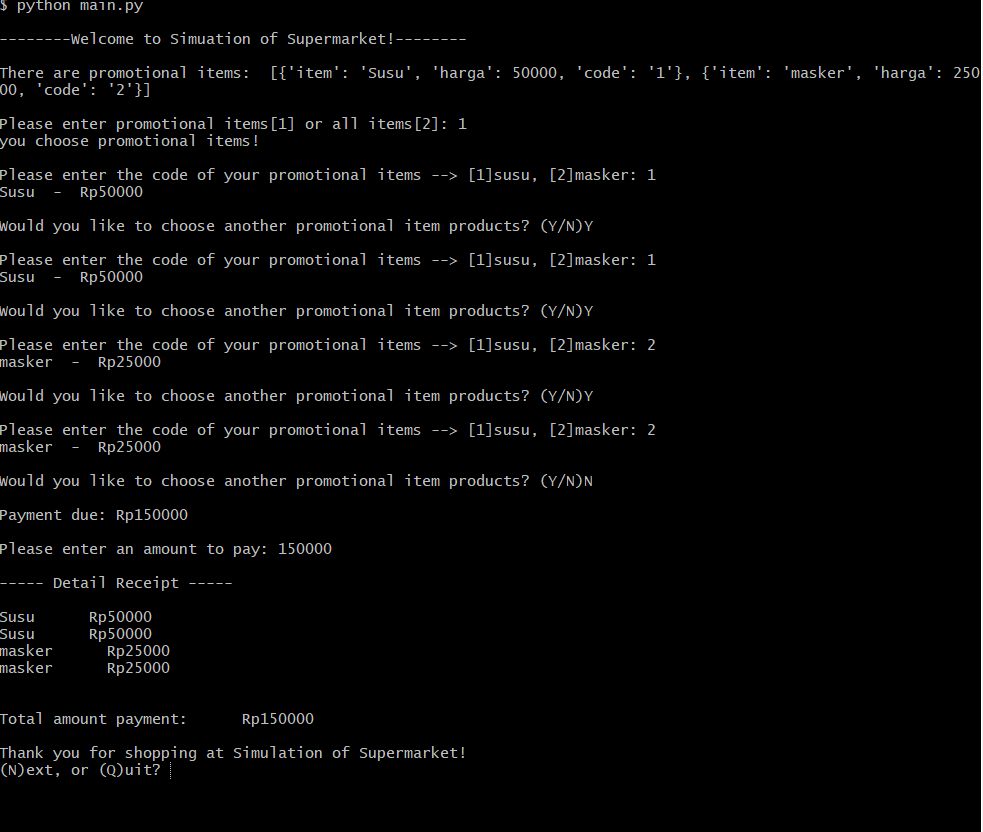 $ python main.py
--------Welcome to Simuation of Supermarket!--------
There are promotional items:  [{'item': 'Susu', 'harga': 50000, 'code': '1'}, {'item': 'masker', 'harga': 250
00, 'code': '2'}]
Please enter promotional items[1] or all items[2]: 1
you choose promotional items!
Please enter the code of your promotional items --> [1]susu, [2]masker: 1
Susu  -  Rp50000
Would you like to choose another promotional item products? (Y/N)Y
Please enter the code of your promotional items --> [1]susu, [2]masker: 1
Susu  -  Rp50000
Would you like to choose another promotional item products? (Y/N)Y
Please enter the code of your promotional items --> [1]susu, [2]masker: 2
masker  -  Rp25000
Would you like to choose another promotional item products? (Y/N)Y
Please enter the code of your promotional items --> [1]susu, [2]masker: 2
masker  -  Rp25000
Would you like to choose another promotional item products? (Y/N)N
Payment due: Rp150000
Please enter an amount to pay: 150000
----- Detail Receipt -----
Susu      Rp50000
Susu      Rp50000
masker      Rp25000
masker      Rp25000
Total amount payment:      Rp150000
Thank you for shopping at Simulation of Supermarket!
(N)ext, or (Q)uit?